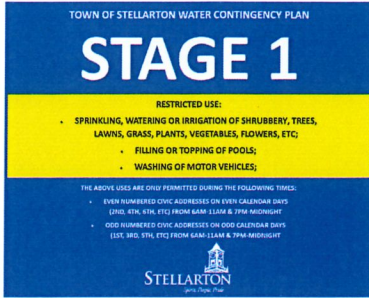 TOWN OF STELLARTON WATER CONTINGENCY PLAN
STAGE 1
RESTRICTED USE:
• SPRINKLING, WATERING OR IRRIGATION OF SHRUBBERY, TREES,
LAWNS, GRASS, PLANTS, VEGETABLES, FLOWERS, ETC;
• FILLING OR TOPPING OF POOLS;
• WASHING OF MOTOR VEHICLES;
THE ABOVE USES ARE ONLY PERMITTED DURING THE FOLLOWING TIMES:
• EVEN NUMBERED CIVIC ADDRESSES ON EVEN CALENDAR DAYS
(2ND, 4TH, 6TH, ETC) FROM 6AM-11AM & 7PM-MIDNIGHT
• ODD NUMBERED CIVIC ADDRESSES ON ODD CALENDAR DAYS
(1ST, 3RD, 5TH, ETC) FROM 6AM-11AM & 7PM-MIDNIGHT
STELLARTON